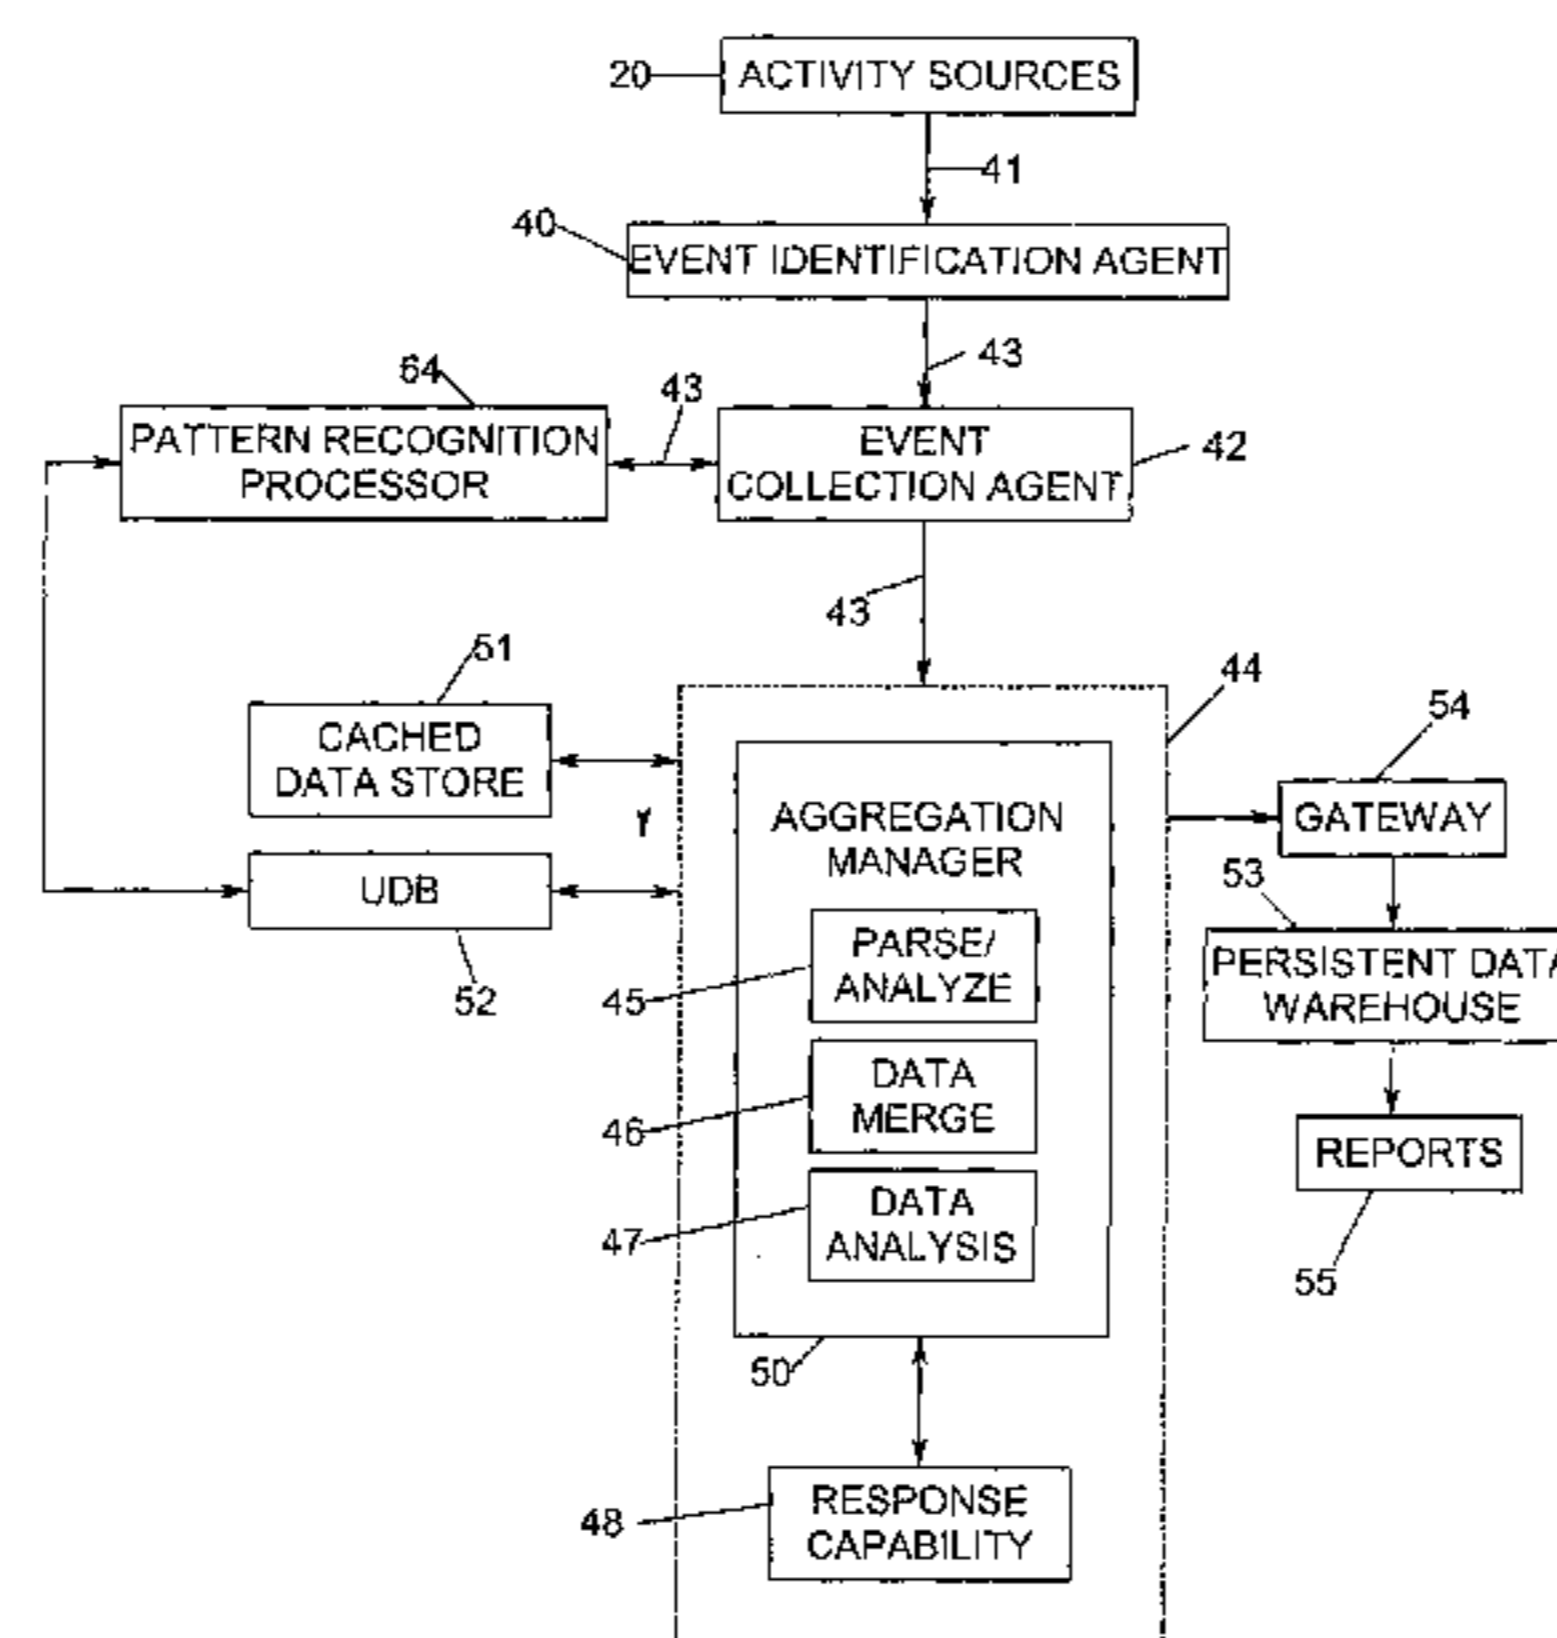 20
ACTIVITY SOURCES
41
40
EVENT IDENTIFICATION AGENT
43
64
43
PATTERN RECOGNITION
PROCESSOR
EVENT
COLLECTION AGENT
42
43
51
44
54
CACHED
DATA STORE
AGGREGATION
MANAGER
GATEWAY
UDB
53
52
PARSE/
ANALYZE
45
PERSISTENT DATA
WAREHOUSE
DATA
MERGE
46
REPORTS
DATA
ANALYSIS
47
55
50
RESPONSE
CAPABILITY
48